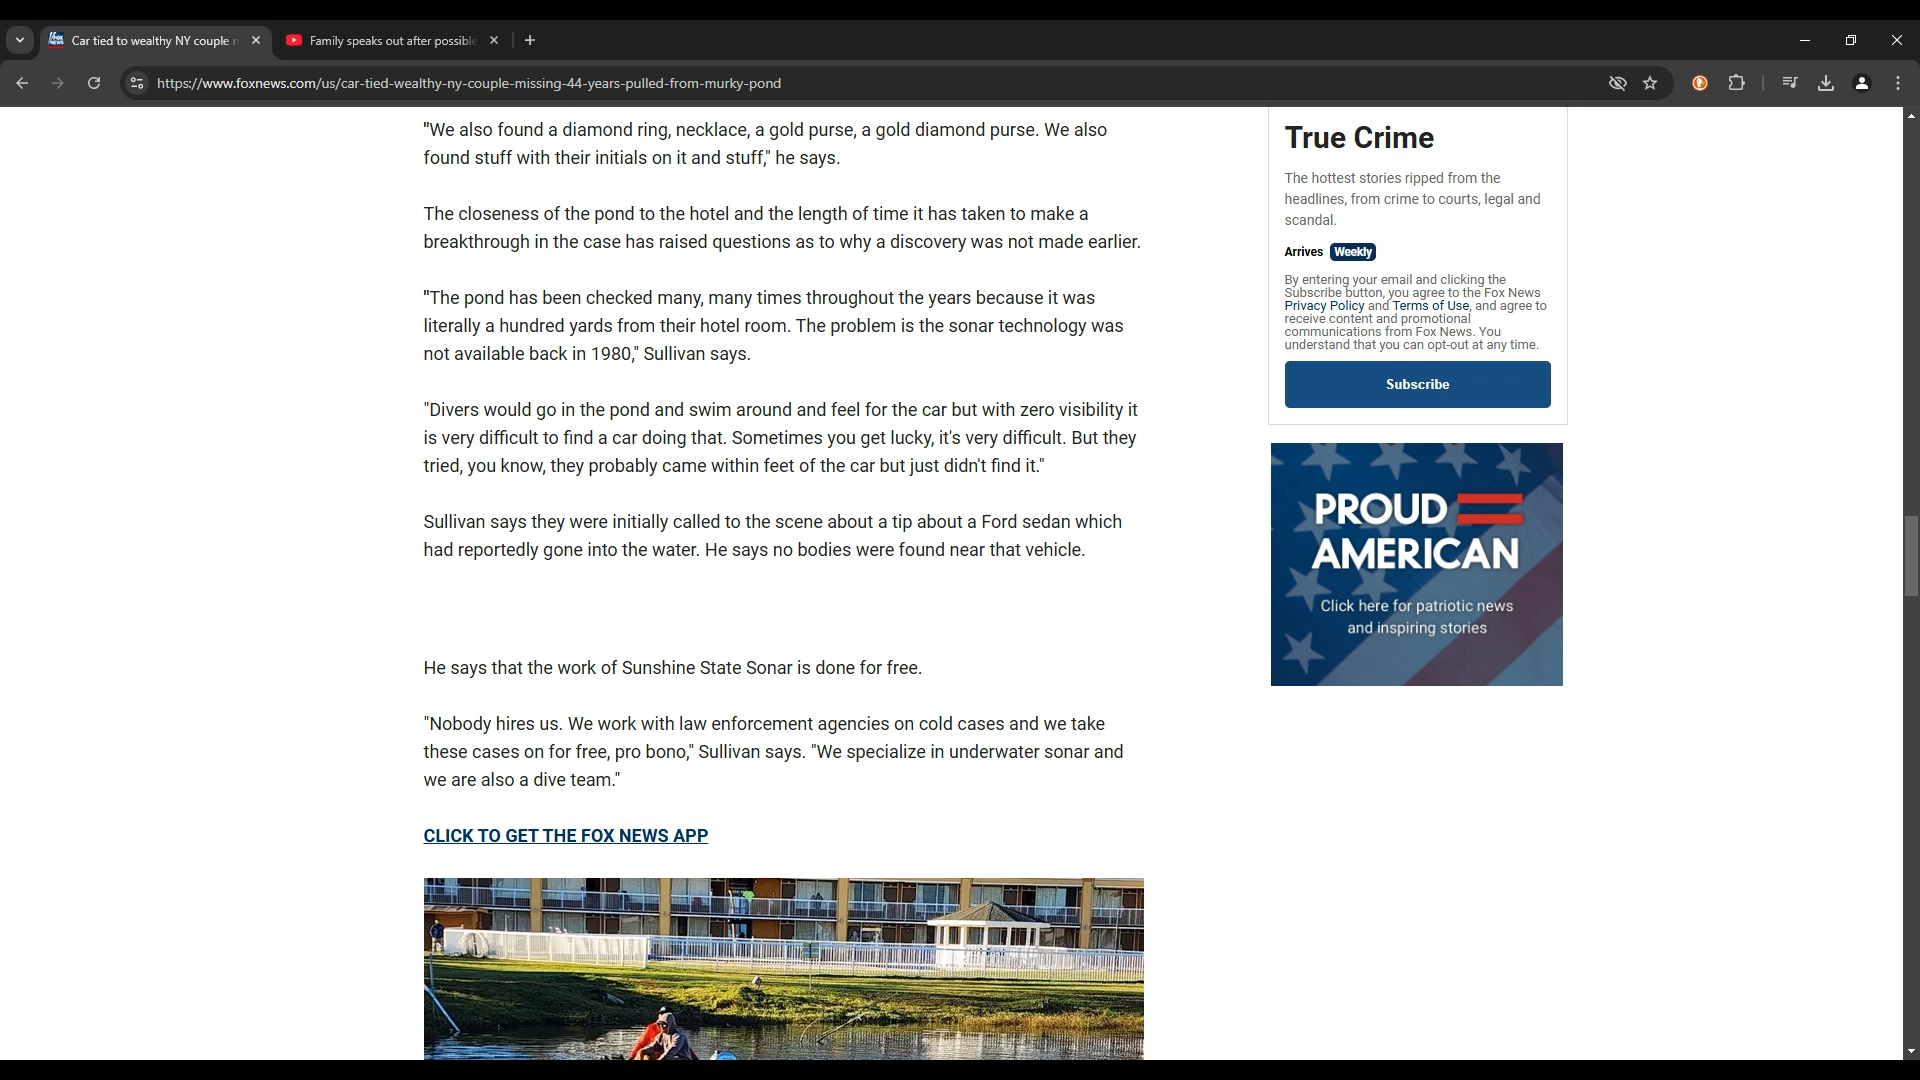 Car tied to wealthy NY couple
Family speaks out after possible
https://www.foxnews.com/us/car-tied-wealthy-ny-couple-missing-44-years-pulled-from-murky-pond
"We also found a diamond ring, necklace, a gold purse, a gold diamond purse. We also
found stuff with their initials on it and stuff," he says.
The closeness of the pond to the hotel and the length of time it has taken to make a
breakthrough in the case has raised questions as to why a discovery was not made earlier.
"The pond has been checked many, many times throughout the years because it was
literally a hundred yards from their hotel room. The problem is the sonar technology was
not available back in 1980," Sullivan says.
"Divers would go in the pond and swim around and feel for the car but with zero visibility it
is very difficult to find a car doing that. Sometimes you get lucky, it's very difficult. But they
tried, you know, they probably came within feet of the car but just didn't find it."
Sullivan says they were initially called to the scene about a tip about a Ford sedan which
had reportedly gone into the water. He says no bodies were found near that vehicle.
He says that the work of Sunshine State Sonar is done for free.
"Nobody hires us. We work with law enforcement agencies on cold cases and we take
these cases on for free, pro bono," Sullivan says. "We specialize in underwater sonar and
we are also a dive team."
CLICK TO GET THE FOX NEWS APP
True Crime
The hottest stories ripped from the
headlines, from crime to courts, legal and
scandal.
Arrives Weekly
By entering your email and clicking the
Subscribe button, you agree to the Fox News
Privacy Policy and Terms of Use, and agree to
receive content and promotional
communications from Fox News. You
understand that you can opt-out at any time.
Subscribe
PROUD
AMERICAN
Click here for patriotic news
and inspiring stories